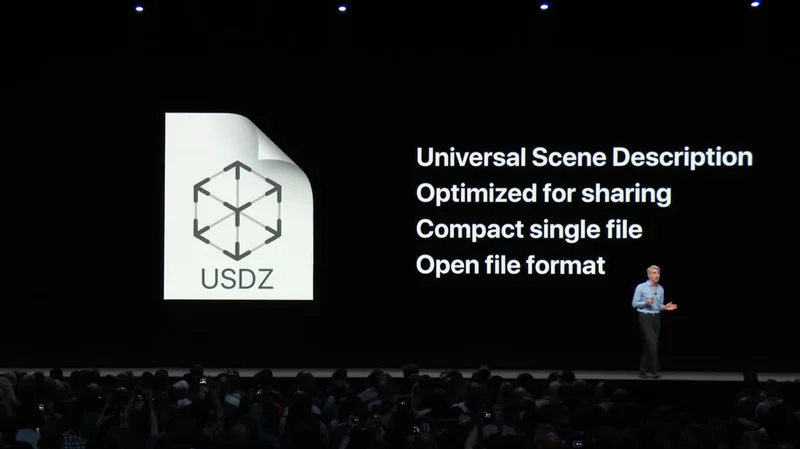 USDZ
Universal Scene Description
Optimized for sharing
Compact single file
Open file format